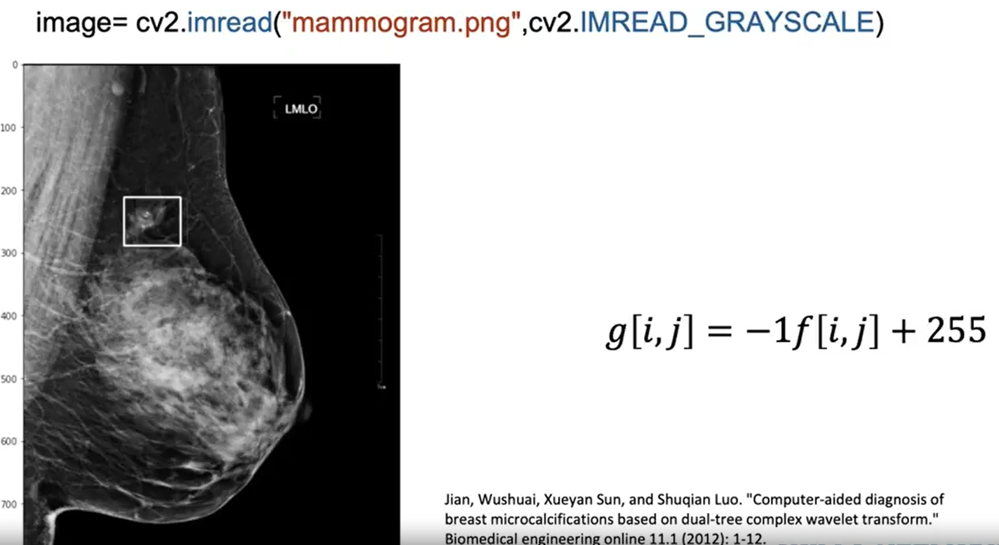 image= cv2.imread("mammogram.png",cv2.IMREAD_GRAYSCALE)
0
LMLO
100
200
300
400
500
600
700
g[i,j] = −1f[i,j] + 255
Jian, Wushuai, Xueyan Sun, and Shuqian Luo. "Computer-aided diagnosis of
breast microcalcifications based on dual-tree complex wavelet transform."
Biomedical engineering online 11.1 (2012): 1-12.